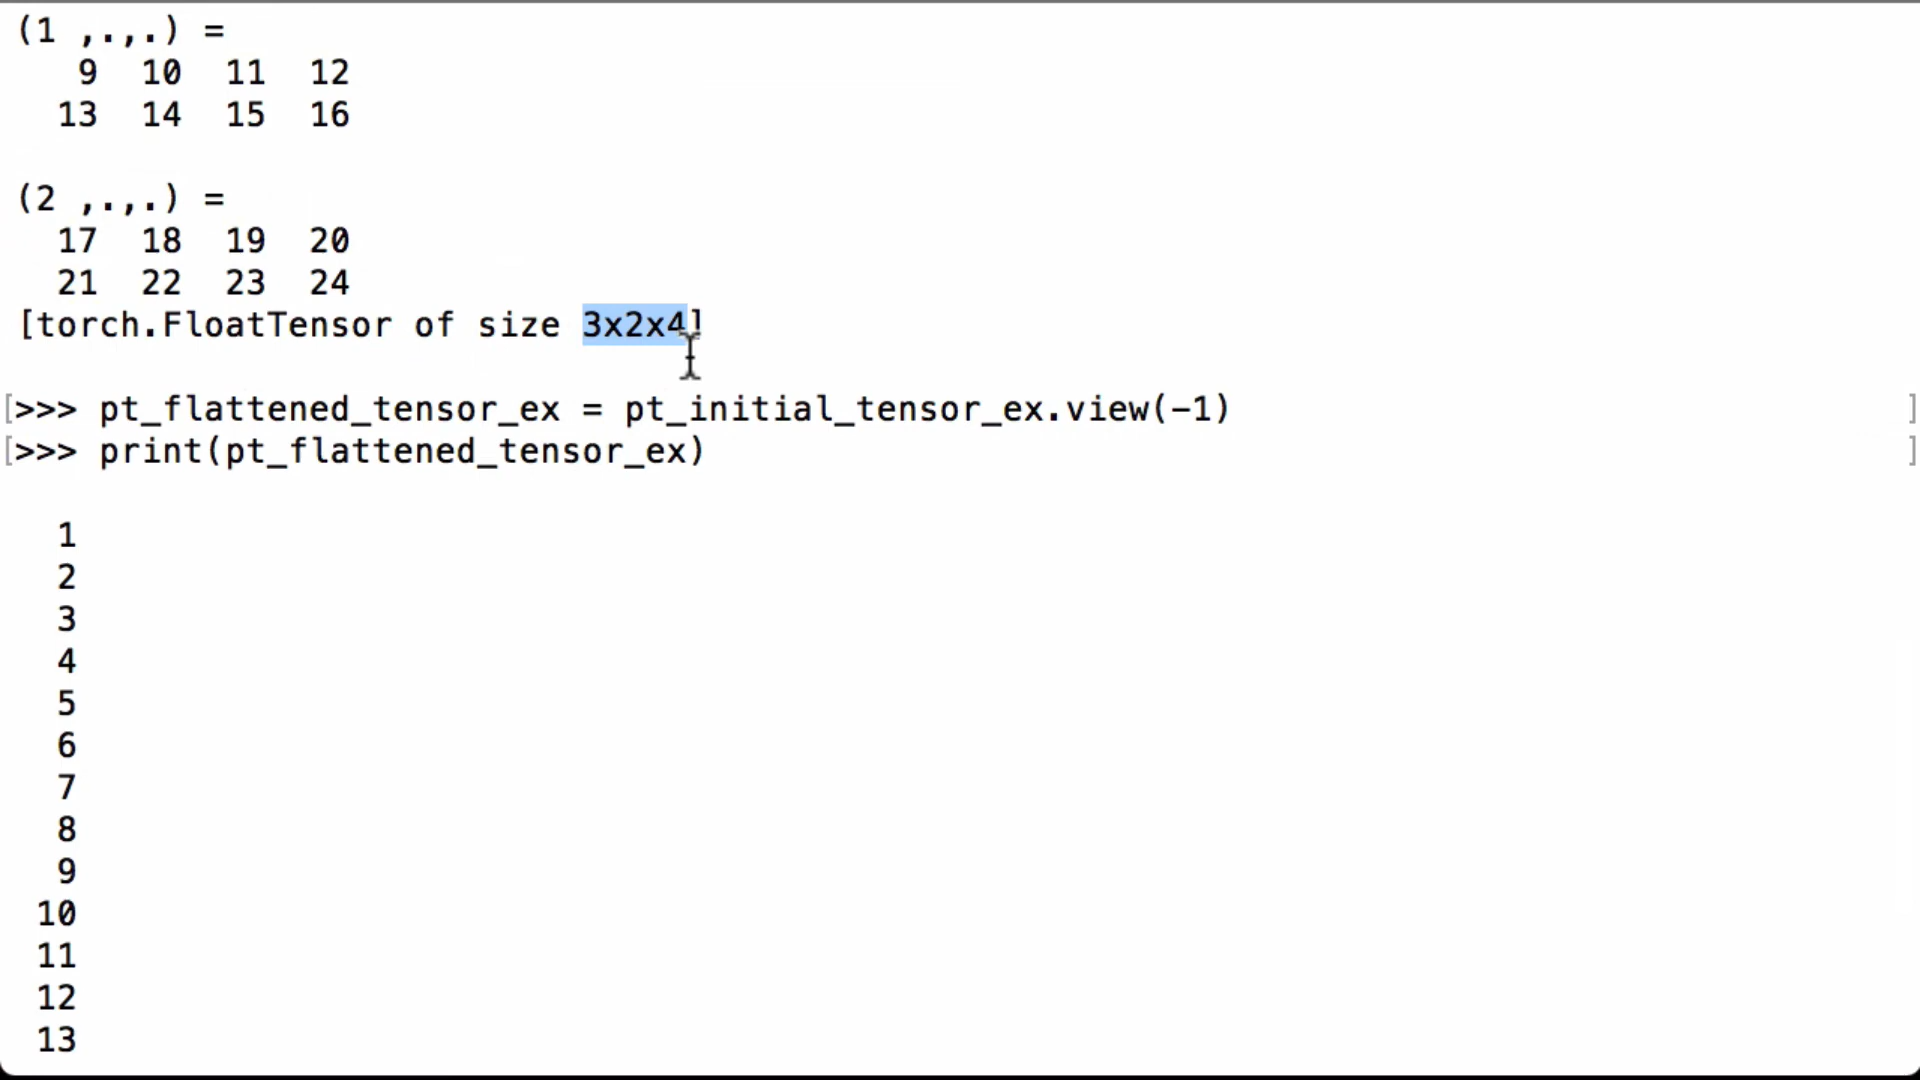 (1 ,.,.) =
9 10 11 12
13 14 15 16
(2 ,.,.) =
17 18 19 20
21 22 23 24
[torch.FloatTensor of size 3x2x4]
[>>> pt_flattened_tensor_ex = pt_initial_tensor_ex.view(-1) ]
[>>> print(pt_flattened_tensor_ex) ]
1
2
3
4
5
6
7
8
9
10
11
12
13